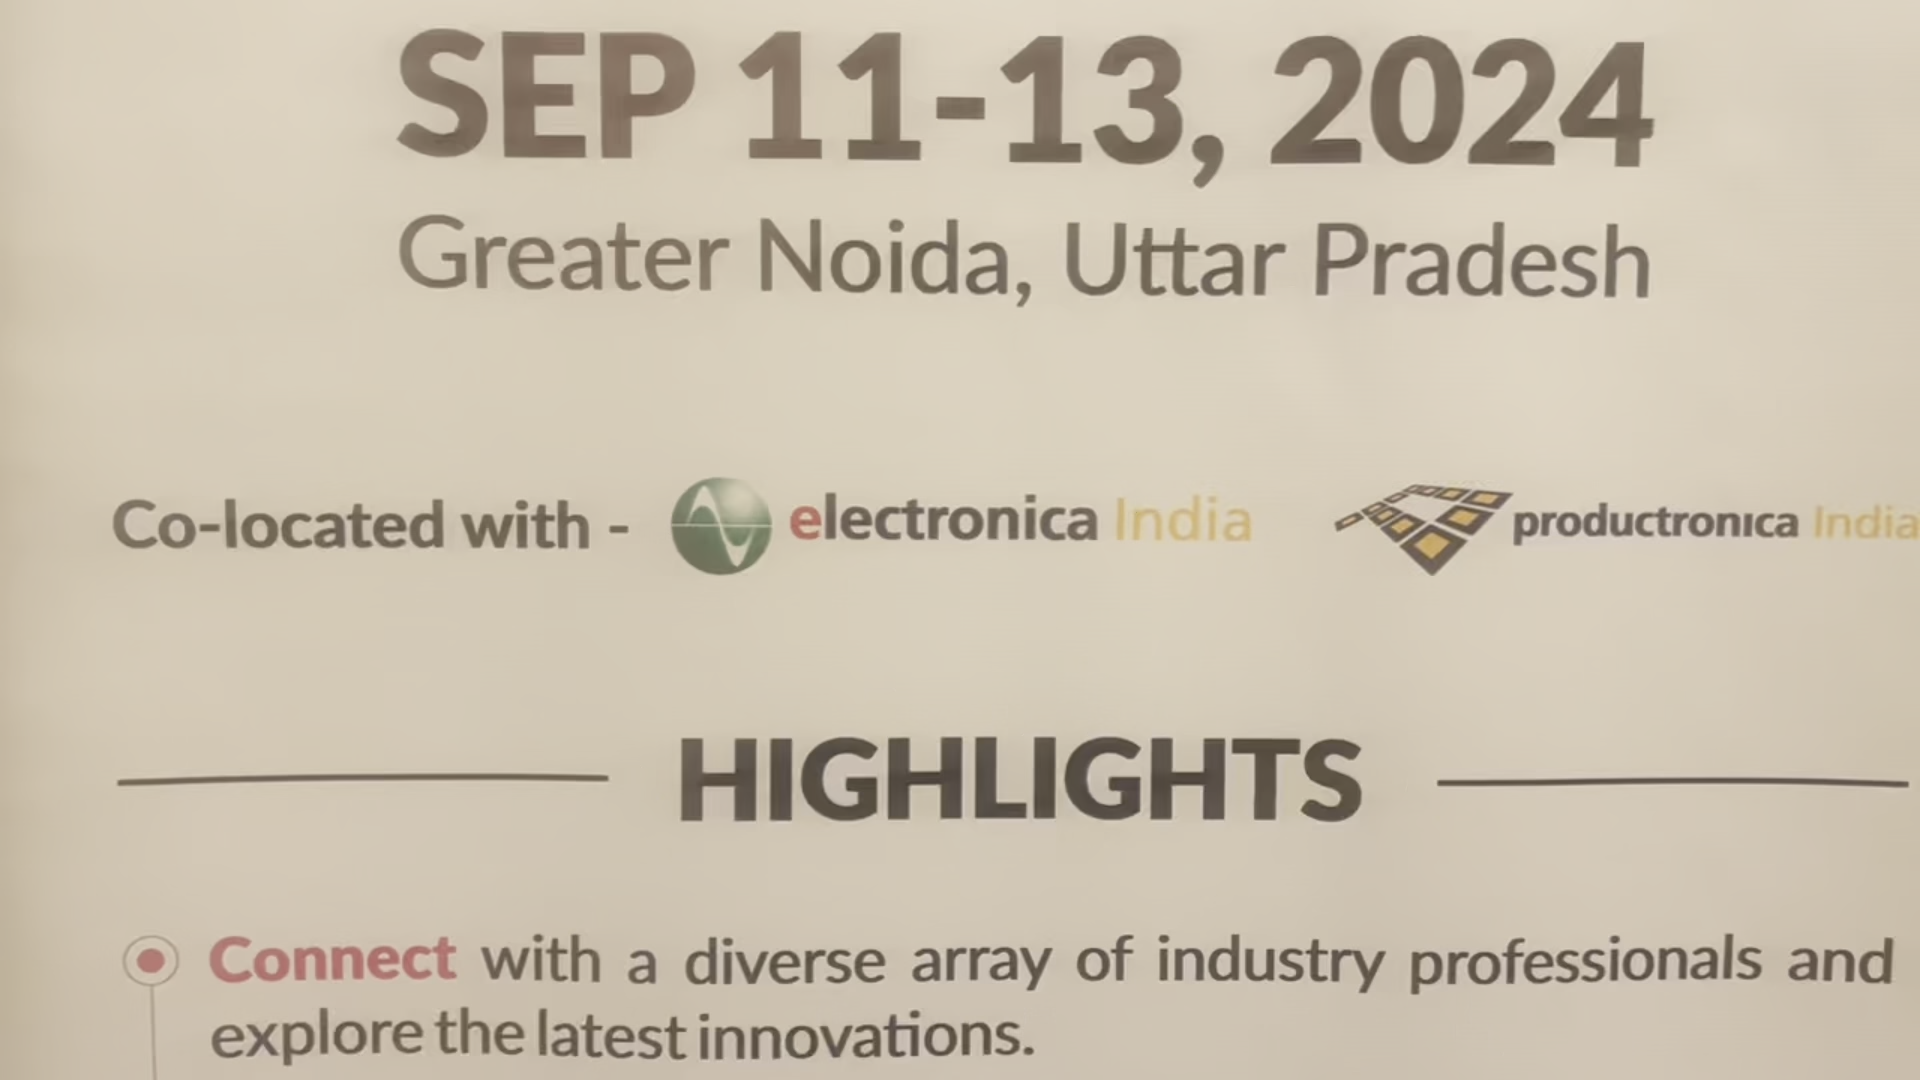 SEP 11-13, 2024
Greater Noida, Uttar Pradesh
Co-located with - electronica India productronica India
HIGHLIGHTS
Connect with a diverse array of industry professionals and
explore the latest innovations.